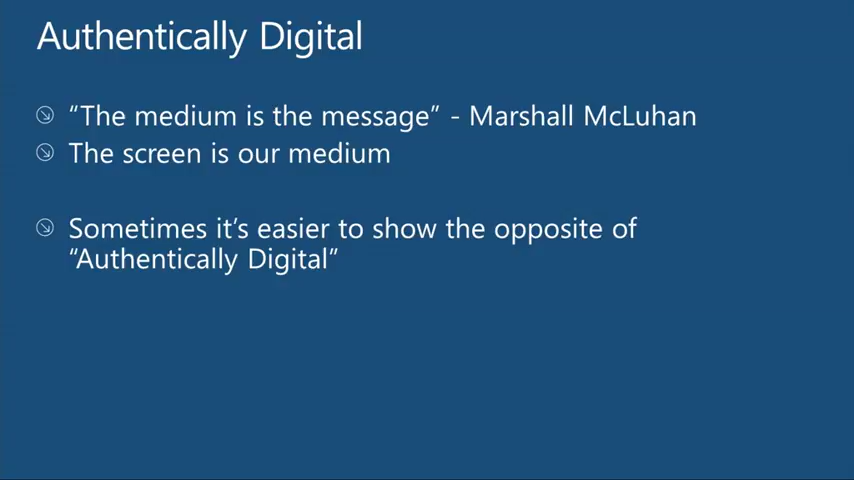 Authentically Digital
“The medium is the message” - Marshall McLuhan
The screen is our medium
Sometimes it’s easier to show the opposite of
“Authentically Digital”